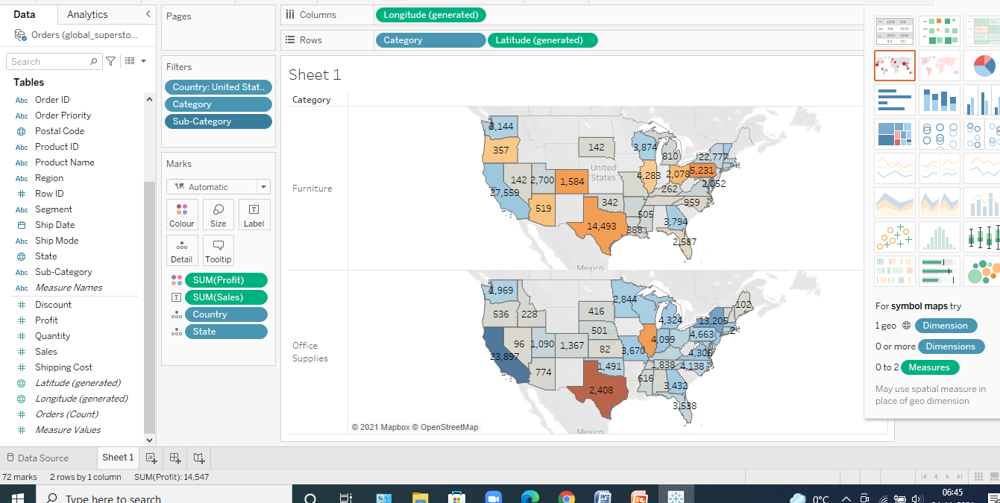 Data
Analytics
Orders (global_supersto...
Search
Tables
Abc Order ID
Abc Order Priority
Postal Code
Abc Product ID
Abc Product Name
Abc Region
# Row ID
Abc Segment
Ship Date
Abc Ship Mode
State
Abc Sub-Category
Abc Measure Names
# Discount
# Profit
# Quantity
# Sales
# Shipping Cost
Latitude (generated)
Longitude (generated)
# Orders (Count)
# Measure Values
Pages
Filters
Country: United Stat..
Category
Sub-Category
Marks
Automatic
Colour
Size
Label
Detail
Tooltip
SUM(Profit)
SUM(Sales)
Country
State
Columns
Longitude (generated)
Rows
Category
Latitude (generated)
Sheet 1
Category
Furniture
3,144
357
142
3,874
810
22,777
United
States
142
2,700
1,584
4,283
2,078
5,231
27,559
262
2,052
519
342
959
14,493
505
388
3,794
2,587
Mexico
Office
Supplies
1,969
2,844
102
536
228
416
4,324
13,205
501
96
1,090
1,367
82
3,670
4,099
4,663
23,897
774
1,491
1,838
4,138
2,408
616
3,432
3,538
Mexico
© 2021 Mapbox © OpenStreetMap
For symbol maps try
1 geo Dimension
0 or more Dimensions
0 to 2 Measures
May use spatial measure in
place of geo dimension
Data Source
Sheet 1
72 marks
2 rows by 1 column
SUM(Profit): 14,547
Type here to search
0°C
06:45